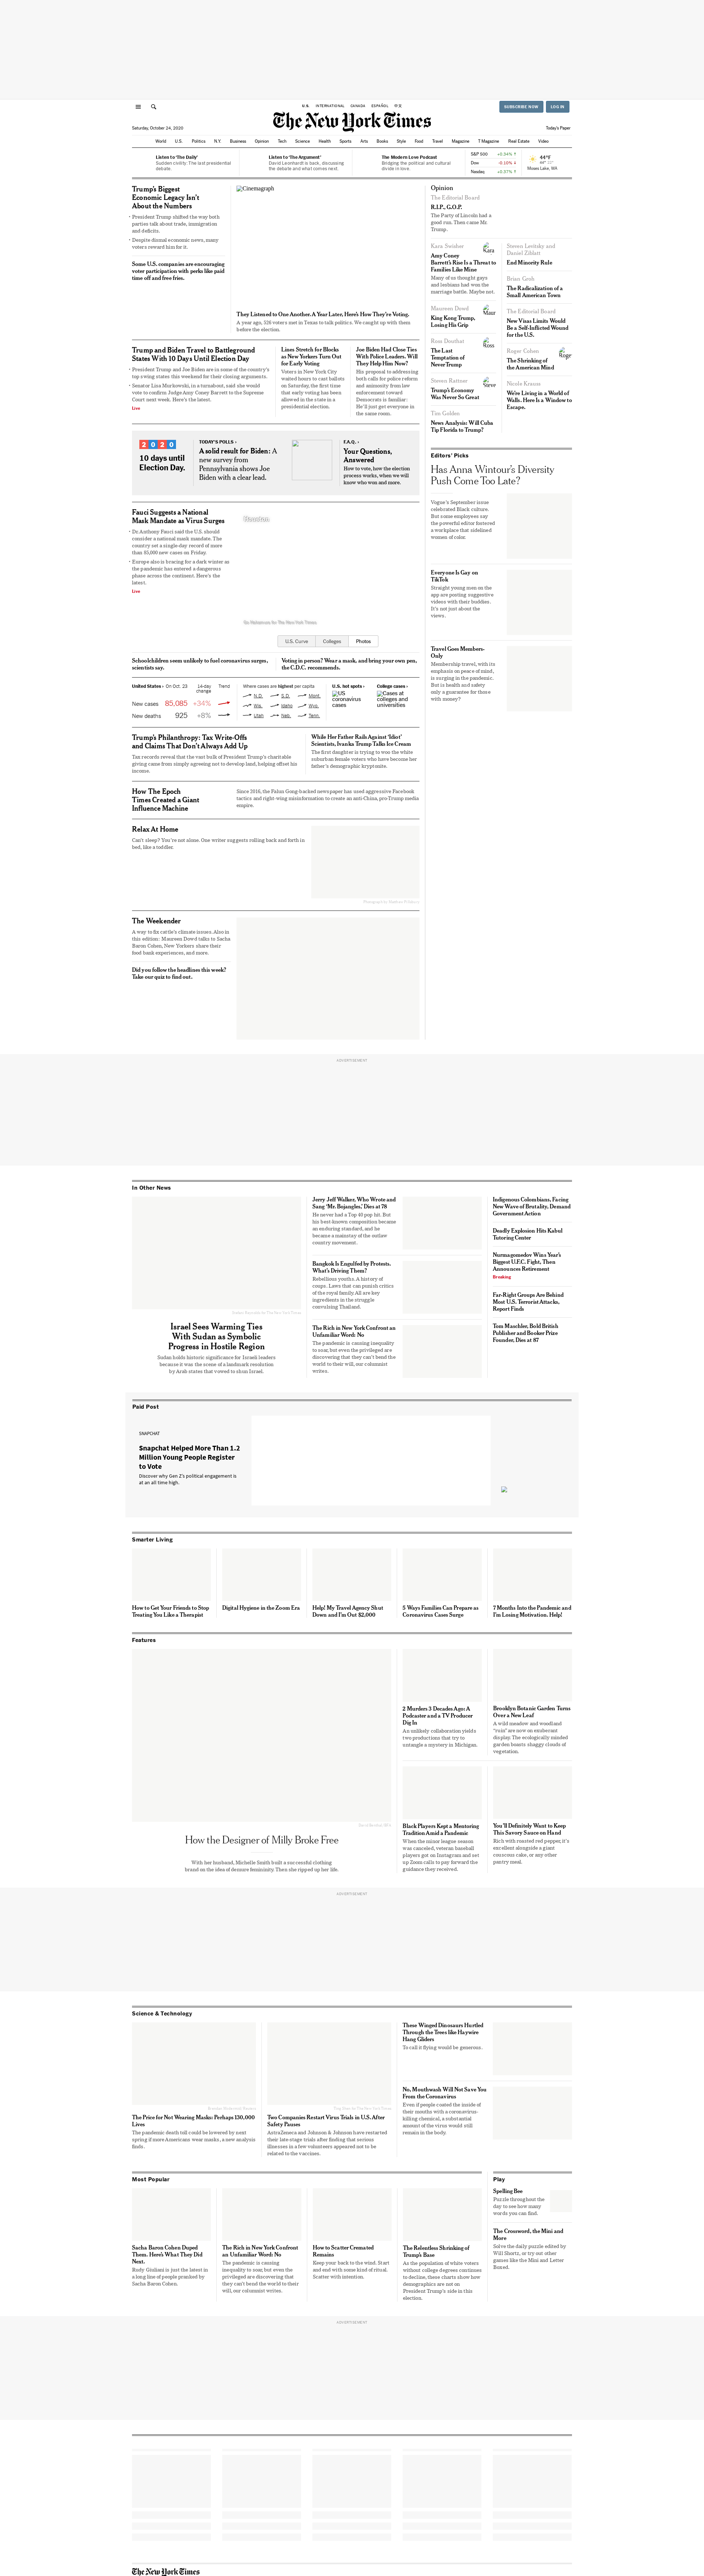 U.S. INTERNATIONAL CANADA ESPAÑOL 中文
SUBSCRIBE NOW LOG IN
The New York Times
Saturday, October 24, 2020
Today's Paper
World U.S. Politics N.Y. Business Opinion Tech Science Health Sports Arts Books Style Food Travel Magazine T Magazine Real Estate Video
Listen to 'The Daily'
Sudden civility: The last presidential debate.
Listen to 'The Argument'
David Leonhardt is back, discussing the debate and what comes next.
The Modern Love Podcast
Bridging the political and cultural divide in love.
S&P 500 +0.34% ↑
Dow -0.10% ↓
Nasdaq +0.37% ↑
44°F
Moses Lake, WA
Trump's Biggest
Economic Legacy Isn't
About the Numbers
• President Trump shifted the way both
parties talk about trade, immigration
and deficits.
• Despite dismal economic news, many
voters reward him for it.
Some U.S. companies are encouraging
voter participation with perks like paid
time off and free fries.
Cinemagraph
They Listened to One Another. A Year Later, Here's How They're Voting.
A year ago, 526 voters met in Texas to talk politics. We caught up with them
before the election.
Trump and Biden Travel to Battleground
States With 10 Days Until Election Day
• President Trump and Joe Biden are in some of the country's
top swing states this weekend for their closing arguments.
• Senator Lisa Murkowski, in a turnabout, said she would
vote to confirm Judge Amy Coney Barrett to the Supreme
Court next week. Here's the latest.
Live
Lines Stretch for Blocks
as New Yorkers Turn Out
for Early Voting
Voters in New York City
waited hours to cast ballots
on Saturday, the first time
that early voting has been
allowed in the state in a
presidential election.
Joe Biden Had Close Ties
With Police Leaders. Will
They Help Him Now?
His proposal to addressing
both calls for police reform
and animosity from law
enforcement toward
Democrats is familiar:
He'll just get everyone in
the same room.
2020
10 days until
Election Day.
TODAY'S POLLS ›
A solid result for Biden: A
new survey from
Pennsylvania shows Joe
Biden with a clear lead.
F.A.Q. ›
Your Questions,
Answered
How to vote, how the election
process works, when we will
know who won and more.
Fauci Suggests a National
Mask Mandate as Virus Surges
• Dr. Anthony Fauci said the U.S. should
consider a national mask mandate. The
country set a single-day record of more
than 85,000 new cases on Friday.
• Europe also is bracing for a dark winter as
the pandemic has entered a dangerous
phase across the continent. Here's the
latest.
Live
Houston
Go Nakamura for The New York Times
U.S. Curve Colleges Photos
Schoolchildren seem unlikely to fuel coronavirus surges,
scientists say.
Voting in person? Wear a mask, and bring your own pen,
the C.D.C. recommends.
United States › On Oct. 23 14-day change Trend
New cases 85,085 +34%
New deaths 925 +8%
Where cases are highest per capita
N.D. S.D. Mont.
Wis. Idaho Wyo.
Utah Neb. Tenn.
U.S. hot spots ›
US coronavirus cases
College cases ›
Cases at colleges and universities
Trump's Philanthropy: Tax Write-Offs
and Claims That Don't Always Add Up
Tax records reveal that the vast bulk of President Trump's charitable
giving came from simply agreeing not to develop land, helping offset his
income.
While Her Father Rails Against 'Idiot'
Scientists, Ivanka Trump Talks Ice Cream
The first daughter is trying to woo the white
suburban female voters who have become her
father's demographic kryptonite.
How The Epoch
Times Created a Giant
Influence Machine
Since 2016, the Falun Gong-backed newspaper has used aggressive Facebook
tactics and right-wing misinformation to create an anti-China, pro-Trump media
empire.
Relax At Home
Can't sleep? You're not alone. One writer suggests rolling back and forth in
bed, like a toddler.
The Weekender
A way to fix cattle's climate issues. Also in
this edition: Maureen Dowd talks to Sacha
Baron Cohen, New Yorkers share their
food-bank experiences, and more.
Did you follow the headlines this week?
Take our quiz to find out.
Opinion
The Editorial Board
R.I.P., G.O.P.
The Party of Lincoln had a
good run. Then came Mr.
Trump.
Kara Swisher
Amy Coney
Barrett's Rise Is a Threat to
Families Like Mine
Many of us thought gays
and lesbians had won the
marriage battle. Maybe not.
Maureen Dowd
King Kong Trump,
Losing His Grip
Ross Douthat
The Last
Temptation of
Never Trump
Steven Rattner
Trump's Economy
Was Never So Great
Tim Golden
News Analysis: Will Cuba
Tip Florida to Trump?
Steven Levitsky and
Daniel Ziblatt
End Minority Rule
Brian Groh
The Radicalization of a
Small American Town
The Editorial Board
New Visas Limits Would
Be a Self-Inflicted Wound
for the U.S.
Roger Cohen
The Shrinking of
the American Mind
Nicole Krauss
We're Living in a World of
Walls. Here Is a Window to
Escape.
Editors' Picks
Has Anna Wintour's Diversity
Push Come Too Late?
Vogue's September issue
celebrated Black culture.
But some employees say
the powerful editor fostered
a workplace that sidelined
women of color.
Everyone Is Gay on
TikTok
Straight young men on the
app are posting suggestive
videos with their buddies.
It's not just about the
views.
Travel Goes Members-
Only
Membership travel, with its
emphasis on peace of mind,
is surging in the pandemic.
But is that badge of
exclusivity and safety
only a guarantee for those
with money?
ADVERTISEMENT
In Other News
Israel Sees Warming Ties
With Sudan as Symbolic
Progress in Hostile Region
Sudan holds historic significance for Israeli leaders
because it was the scene of a landmark resolution
by Arab states that vowed to shun Israel.
Jerry Jeff Walker, Who Wrote and
Sang 'Mr. Bojangles,' Dies at 78
He never had a Top 40 pop hit. But
his best-known composition became
an enduring standard, and he
became a mainstay of the outlaw
country movement.
Bangkok Is Engulfed by Protests.
What's Driving Them?
Rebellious youths. A history of
coups. Laws that can punish critics
of the royal family. All are key
ingredients in the struggle
convulsing Thailand.
The Rich in New York Confront an
Unfamiliar Word: No
The pandemic is causing inequality
to soar, but even the privileged are
discovering that they can't bend the
world to their will, our columnist
writes.
Indigenous Colombians, Facing
New Wave of Brutality, Demand
Government Action
Deadly Explosion Hits Kabul
Tutoring Center
Nurmagomedov Wins Year's
Biggest U.F.C. Fight, Then
Announces Retirement
Breaking
Far-Right Groups Are Behind
Most U.S. Terrorist Attacks,
Report Finds
Tom Maschler, Bold British
Publisher and Booker Prize
Founder, Dies at 87
Paid Post
SNAPCHAT
Snapchat Helped More Than 1.2
Million Young People Register
to Vote
Discover why Gen Z's political engagement is
at an all time high.
Smarter Living
How to Get Your Friends to Stop
Treating You Like a Therapist
Digital Hygiene in the Zoom Era
Help! My Travel Agency Shut
Down and I'm Out $2,000
5 Ways Families Can Prepare as
Coronavirus Cases Surge
7 Months Into the Pandemic and
I'm Losing Motivation. Help!
Features
How the Designer of Milly Broke Free
With her husband, Michelle Smith built a successful clothing
brand on the idea of demure femininity. Then she ripped up her life.
2 Murders 3 Decades Ago: A
Podcaster and a TV Producer
Dig In
An unlikely collaboration yields
two productions that try to
untangle a mystery in Michigan.
Brooklyn Botanic Garden Turns
Over a New Leaf
A wild meadow and woodland
"ruin" are now on exuberant
display. The ecologically minded
garden boasts shaggy clouds of
vegetation.
Black Players Kept a Mentoring
Tradition Amid a Pandemic
When the minor league season
was canceled, veteran baseball
players got on Instagram and set
up Zoom calls to pay forward the
guidance they received.
You'll Definitely Want to Keep
This Savory Sauce on Hand
Rich with roasted red pepper, it's
excellent alongside a giant
couscous cake, or any other
pantry meal.
ADVERTISEMENT
Science & Technology
The Price for Not Wearing Masks: Perhaps 130,000
Lives
The pandemic death toll could be lowered by next
spring if more Americans wear masks, a new analysis
finds.
Two Companies Restart Virus Trials in U.S. After
Safety Pauses
AstraZeneca and Johnson & Johnson have restarted
their late-stage trials after finding that serious
illnesses in a few volunteers appeared not to be
related to the vaccines.
These Winged Dinosaurs Hurtled
Through the Trees like Haywire
Hang Gliders
To call it flying would be generous.
No, Mouthwash Will Not Save You
From the Coronavirus
Even if people coated the inside of
their mouths with a coronavirus-
killing chemical, a substantial
amount of the virus would still
remain in the body.
Most Popular
Sacha Baron Cohen Duped
Them. Here's What They Did
Next.
Rudy Giuliani is just the latest in
a long line of people pranked by
Sacha Baron Cohen.
The Rich in New York Confront
an Unfamiliar Word: No
The pandemic is causing
inequality to soar, but even the
privileged are discovering that
they can't bend the world to their
will, our columnist writes.
How to Scatter Cremated
Remains
Keep your back to the wind. Start
and end with some kind of ritual.
Scatter with intention.
The Relentless Shrinking of
Trump's Base
As the population of white voters
without college degrees continues
to decline, these charts show how
demographics are not on
President Trump's side in this
election.
Play
Spelling Bee
Puzzle throughout the
day to see how many
words you can find.
The Crossword, the Mini and
More
Solve the daily puzzle edited by
Will Shortz, or try our other
games like the Mini and Letter
Boxed.
ADVERTISEMENT
The New York Times